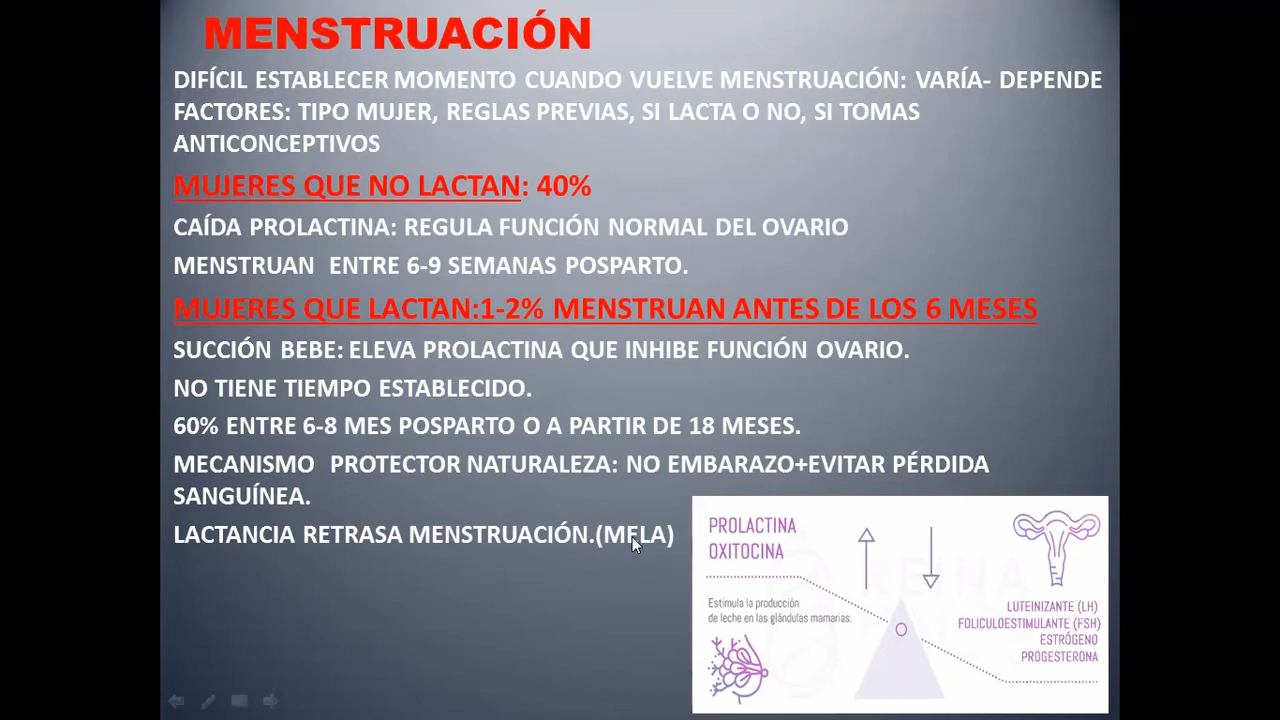 MENSTRUACIÓN
DIFÍCIL ESTABLECER MOMENTO CUANDO VUELVE MENSTRUACIÓN: VARÍA- DEPENDE
FACTORES: TIPO MUJER, REGLAS PREVIAS, SI LACTA O NO, SI TOMAS
ANTICONCEPTIVOS
MUJERES QUE NO LACTAN: 40%
CAÍDA PROLACTINA: REGULA FUNCIÓN NORMAL DEL OVARIO
MENSTRUAN ENTRE 6-9 SEMANAS POSPARTO.
MUJERES QUE LACTAN:1-2% MENSTRUAN ANTES DE LOS 6 MESES
SUCCIÓN BEBE: ELEVA PROLACTINA QUE INHIBE FUNCIÓN OVARIO.
NO TIENE TIEMPO ESTABLECIDO.
60% ENTRE 6-8 MES POSPARTO O A PARTIR DE 18 MESES.
MECANISMO PROTECTOR NATURALEZA: NO EMBARAZO+EVITAR PÉRDIDA
SANGUÍNEA.
LACTANCIA RETRASA MENSTRUACIÓN.(MELA)
PROLACTINA
OXITOCINA
Estimula la producción
de leche en las glándulas mamarias.
LUTEINIZANTE (LH)
FOLICULOESTIMULANTE (FSH)
ESTRÓGENO
PROGESTERONA